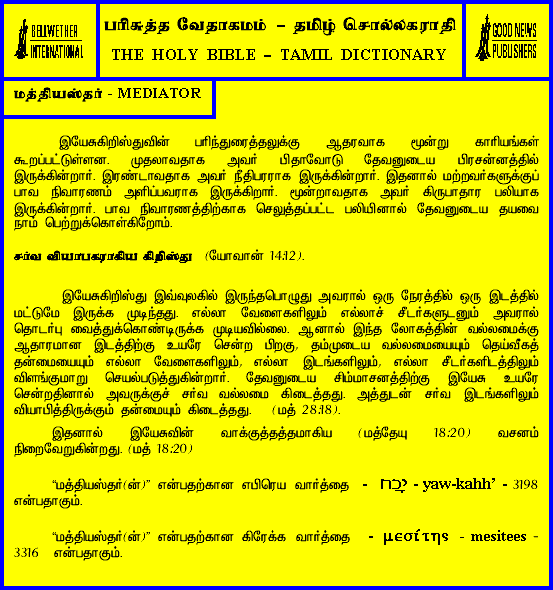 BELLWETHER
INTERNATIONAL
பரிசுத்த வேதாகமம் – தமிழ் சொல்லகராதி
THE HOLY BIBLE – TAMIL DICTIONARY
GOOD NEWS
PUBLISHERS
மத்தியஸ்தர் - MEDIATOR
இயேசுகிறிஸ்துவின் பரிந்துரைத்தலுக்கு ஆதரவாக மூன்று காரியங்கள்
கூறப்பட்டுள்ளன. முதலாவதாக அவர் பிதாவோடு தேவனுடைய பிரசன்னத்தில்
இருக்கின்றார். இரண்டாவதாக அவர் நீதிபரராக இருக்கின்றார். இதனால் மற்றவர்களுக்குப்
பாவ நிவாரணம் அளிப்பவராக இருக்கிறார். மூன்றாவதாக அவர் கிருபாதார பலியாக
இருக்கின்றார். பாவ நிவாரணத்திற்காக செலுத்தப்பட்ட பலியினால் தேவனுடைய தயவை
நாம் பெற்றுக்கொள்கிறோம்.
சர்வ வியாபகராகிய கிறிஸ்து (யோவான் 14:12).
இயேசுகிறிஸ்து இவ்வுலகில் இருந்தபொழுது அவரால் ஒரு நேரத்தில் ஒரு இடத்தில்
மட்டுமே இருக்க முடிந்தது. எல்லா வேளைகளிலும் எல்லாச் சீடர்களுடனும் அவரால்
தொடர்பு வைத்துக்கொண்டிருக்க முடியவில்லை. ஆனால் இந்த லோகத்தின் வல்லமைக்கு
ஆதாரமான இடத்திற்கு உயரே சென்ற பிறகு, தம்முடைய வல்லமையையும் தெய்வீகத்
தன்மையையும் எல்லா வேளைகளிலும், எல்லா இடங்களிலும், எல்லா சீடர்களிடத்திலும்
விளங்குமாறு செயல்படுத்துகின்றார். தேவனுடைய சிம்மாசனத்திற்கு இயேசு உயரே
சென்றதினால் அவருக்குச் சர்வ வல்லமை கிடைத்தது. அத்துடன் சர்வ இடங்களிலும்
வியாபித்திருக்கும் தன்மையும் கிடைத்தது. (மத் 28:18).
இதனால் இயேசுவின் வாக்குத்தத்தமாகிய (மத்தேயு 18:20) வசனம்
நிறைவேறுகின்றது. (மத் 18:20)
“மத்தியஸ்தர்(ன்)” என்பதற்கான எபிரெய வார்த்தை - יָכַח - yaw-kahh’ - 3198
என்பதாகும்.
“மத்தியஸ்தர்(ன்)” என்பதற்கான கிரேக்க வார்த்தை - μεσίτης - mesitees -
3316 என்பதாகும்.